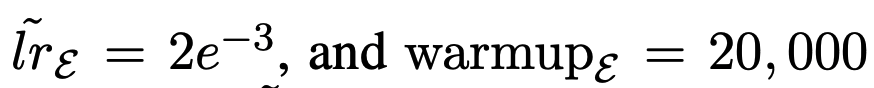 l̃r_ℰ = 2e⁻³, and warmup_ℰ = 20, 000